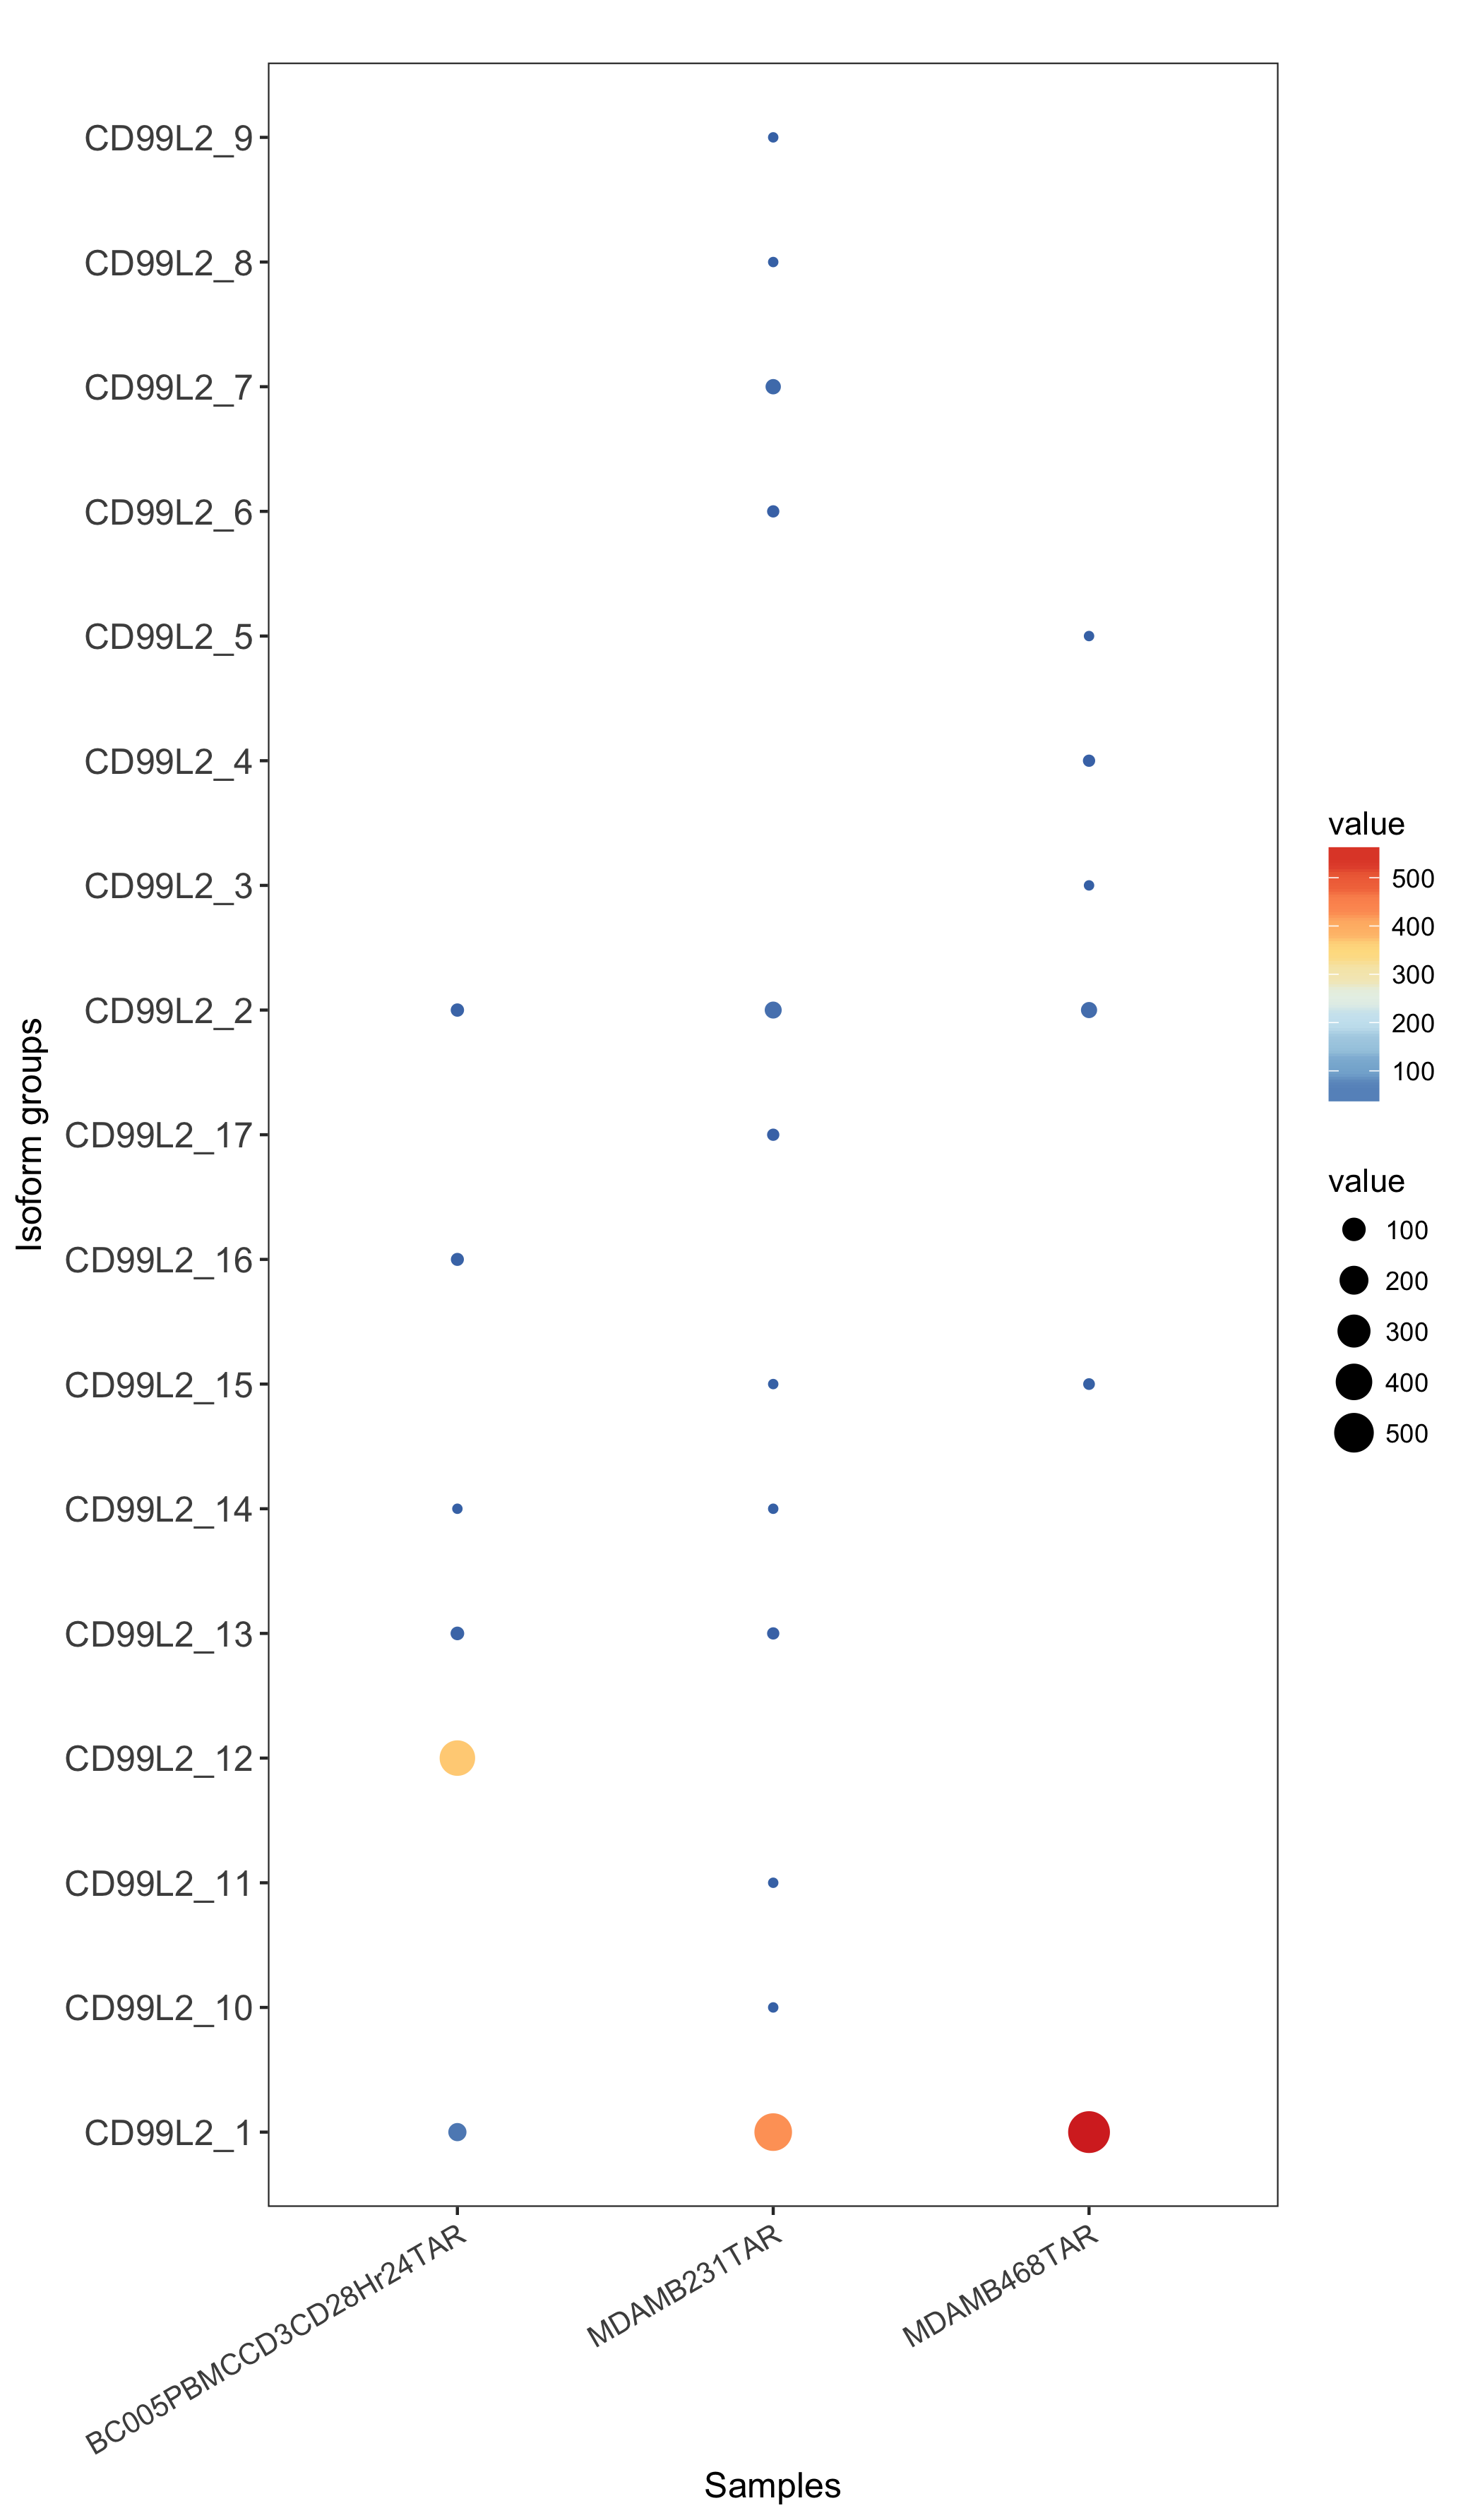 CD99L2_9
CD99L2_8
CD99L2_7
CD99L2_6
CD99L2_5
CD99L2_4
CD99L2_3
CD99L2_2
CD99L2_17
CD99L2_16
CD99L2_15
CD99L2_14
CD99L2_13
CD99L2_12
CD99L2_11
CD99L2_10
CD99L2_1
Isoform groups
BC005PBMCCD3CD28Hr24TAR
MDAMB231TAR
MDAMB468TAR
Samples
value
500
400
300
200
100
value
100
200
300
400
500